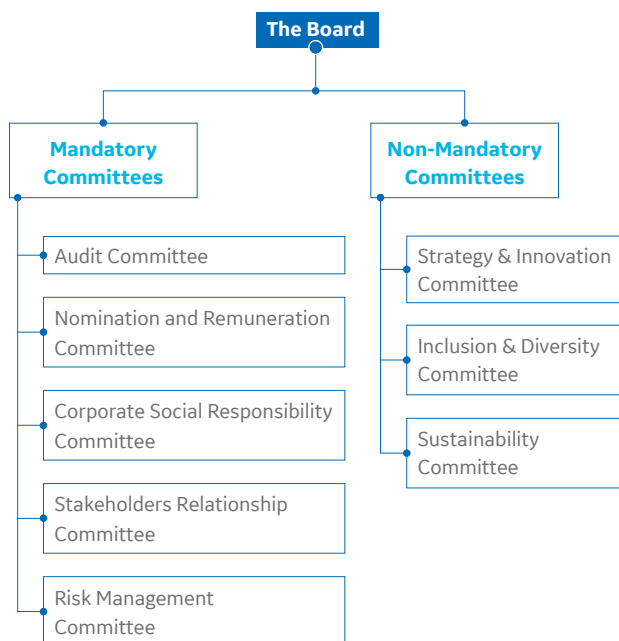 The Board
Mandatory
Committees
Audit Committee
Nomination and Remuneration
Committee
Corporate Social Responsibility
Committee
Stakeholders Relationship
Committee
Risk Management
Committee
Non-Mandatory
Committees
Strategy & Innovation
Committee
Inclusion & Diversity
Committee
Sustainability
Committee